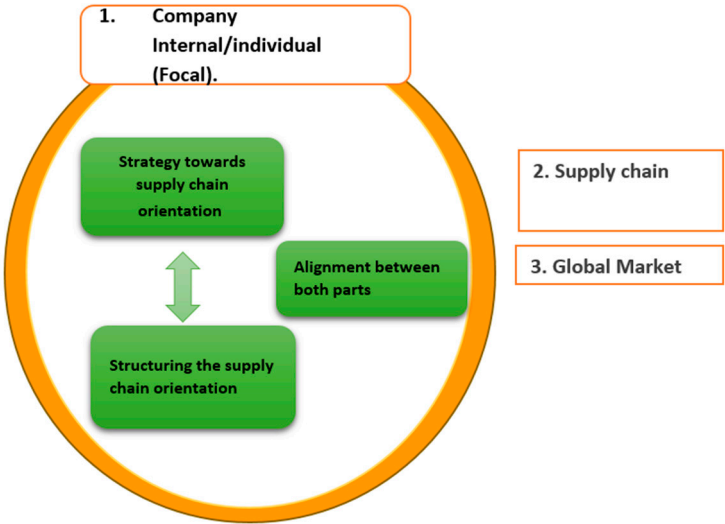 1. Company
Internal/individual
(Focal).
Strategy towards
supply chain
orientation
Alignment between
both parts
Structuring the supply
chain orientation
2. Supply chain
3. Global Market